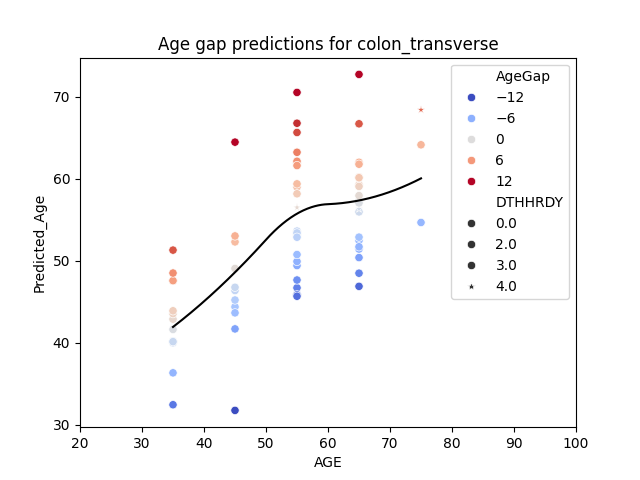 Age gap predictions for colon_transverse
Predicted_Age
70
60
50
40
30
20 30 40 50 60 70 80 90 100
AGE
AgeGap
−12
−6
0
6
12
DTHHRDY
0.0
2.0
3.0
4.0